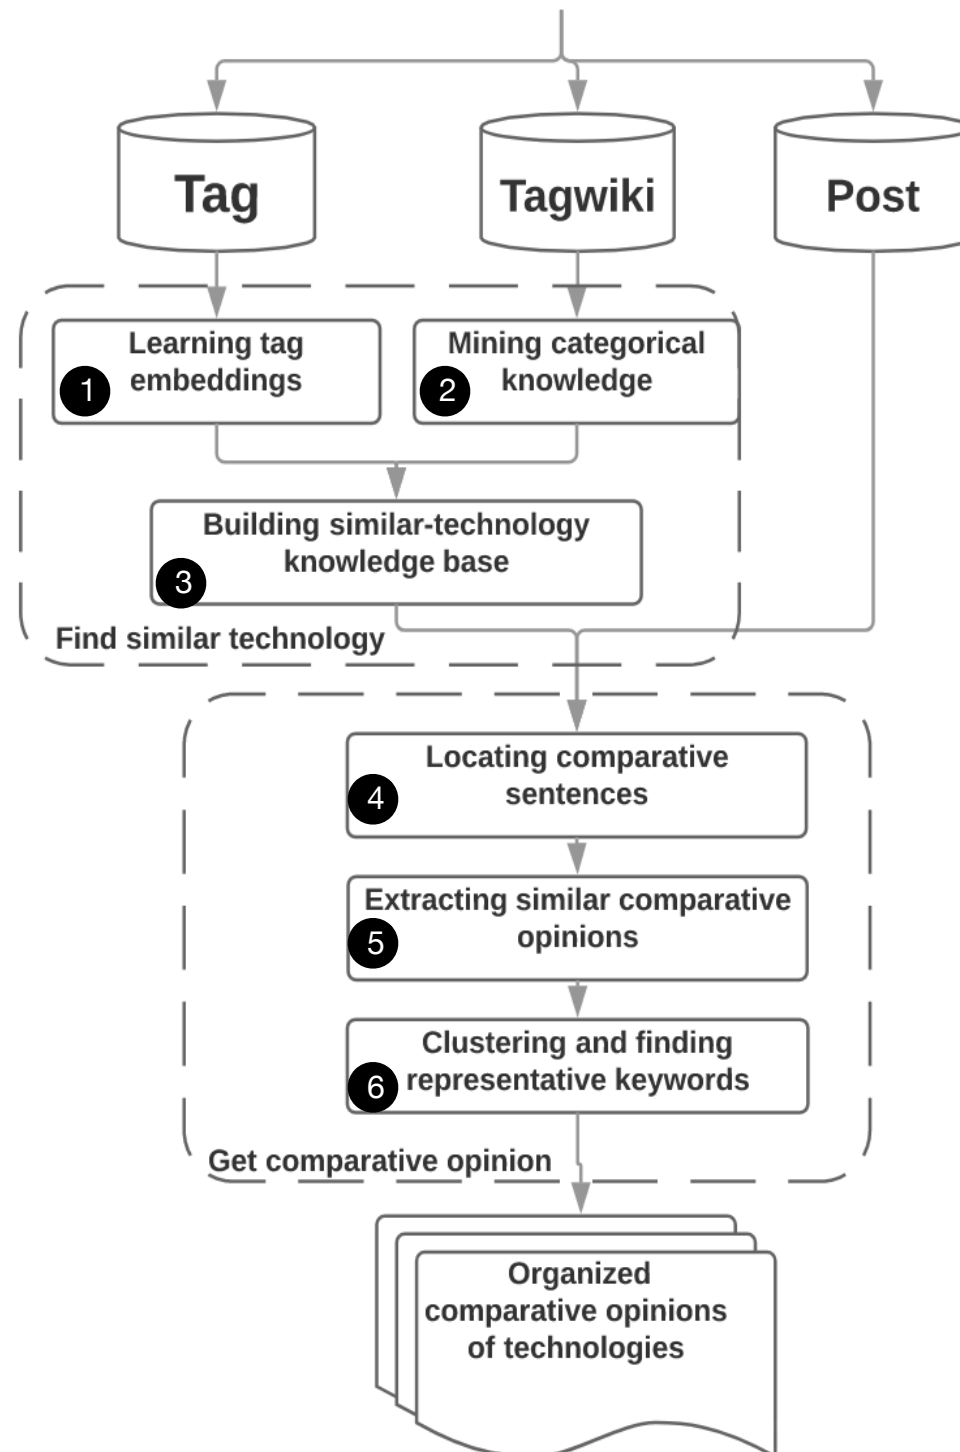 Tag
Tagwiki
Post
Learning tag
embeddings
1
Mining categorical
knowledge
2
Building similar-technology
knowledge base
3
Find similar technology
Locating comparative
sentences
4
Extracting similar comparative
opinions
5
Clustering and finding
representative keywords
6
Get comparative opinion
Organized
comparative opinions
of technologies